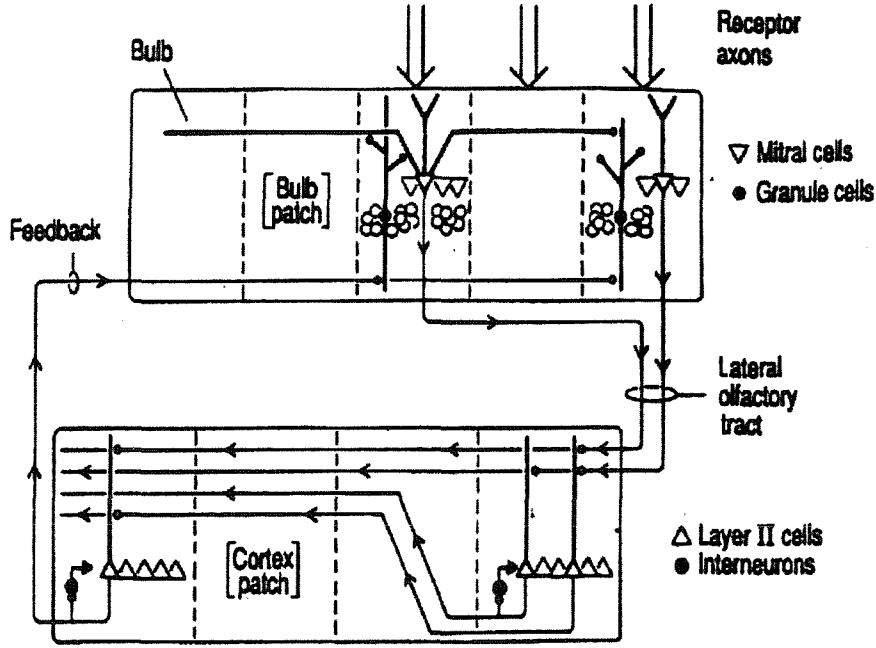 Receptor
axons
Bulb
Mitral cells
Granule cells
[Bulb
patch]
Feedback
Lateral
olfactory
tract
Layer II cells
Interneurons
[Cortex
patch]